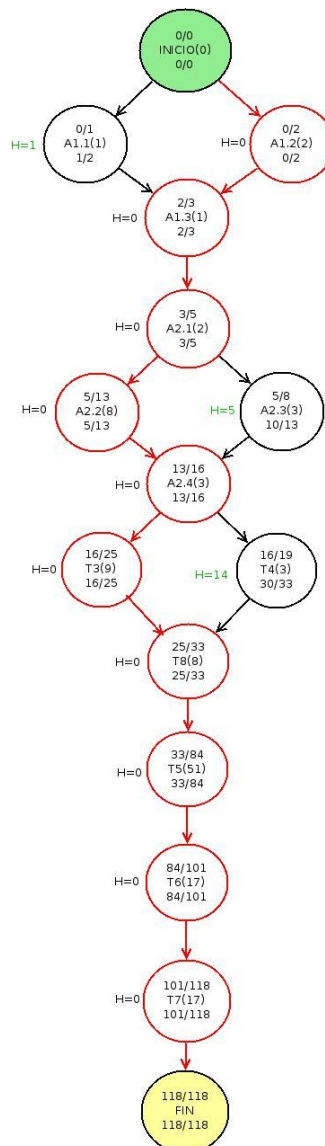 0/0
INICIO(0)
0/0
H=1
0/1
A1.1(1)
1/2
H=0
0/2
A1.2(2)
0/2
H=0
2/3
A1.3(1)
2/3
H=0
3/5
A2.1(2)
3/5
H=0
5/13
A2.2(8)
5/13
H=5
5/8
A2.3(3)
10/13
H=0
13/16
A2.4(3)
13/16
H=0
16/25
T3(9)
16/25
H=14
16/19
T4(3)
30/33
H=0
25/33
T8(8)
25/33
H=0
33/84
T5(51)
33/84
H=0
84/101
T6(17)
84/101
H=0
101/118
T7(17)
101/118
118/118
FIN
118/118